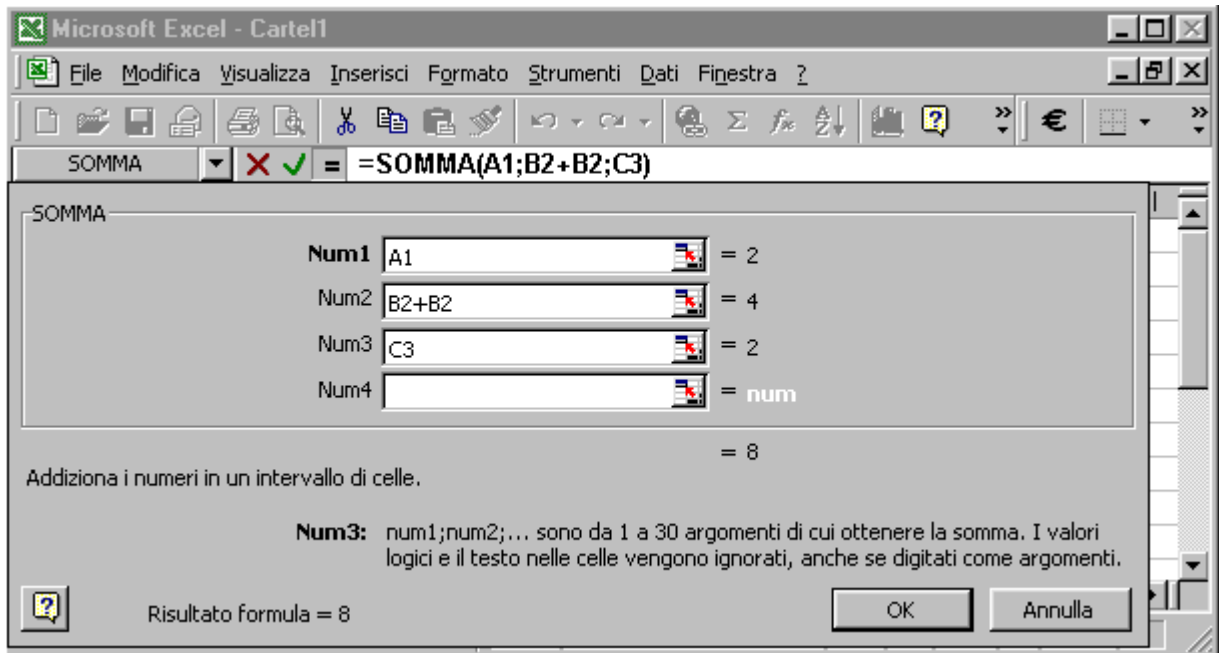 Microsoft Excel - Cartel1
File Modifica Visualizza Inserisci Formato Strumenti Dati Finestra ?
SOMMA = =SOMMA(A1;B2+B2;C3)
SOMMA
Num1 A1 = 2
Num2 B2+B2 = 4
Num3 C3 = 2
Num4 = num
= 8
Addiziona i numeri in un intervallo di celle.
Num3: num1;num2;... sono da 1 a 30 argomenti di cui ottenere la somma. I valori
logici e il testo nelle celle vengono ignorati, anche se digitati come argomenti.
Risultato formula = 8
OK Annulla